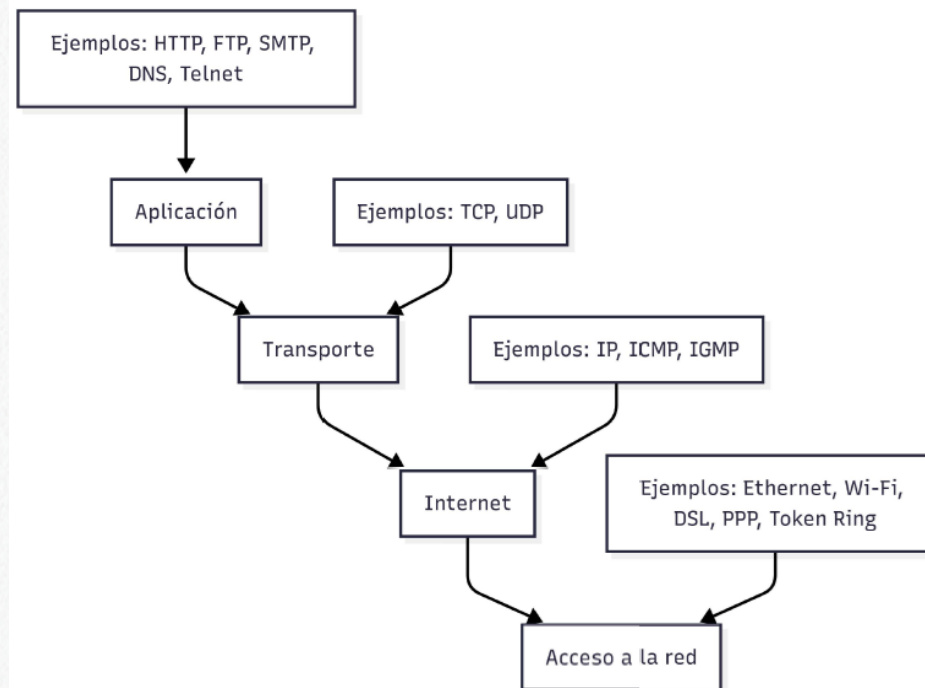 Ejemplos: HTTP, FTP, SMTP,
DNS, Telnet
Aplicación
Ejemplos: TCP, UDP
Transporte
Ejemplos: IP, ICMP, IGMP
Internet
Ejemplos: Ethernet, Wi-Fi,
DSL, PPP, Token Ring
Acceso a la red